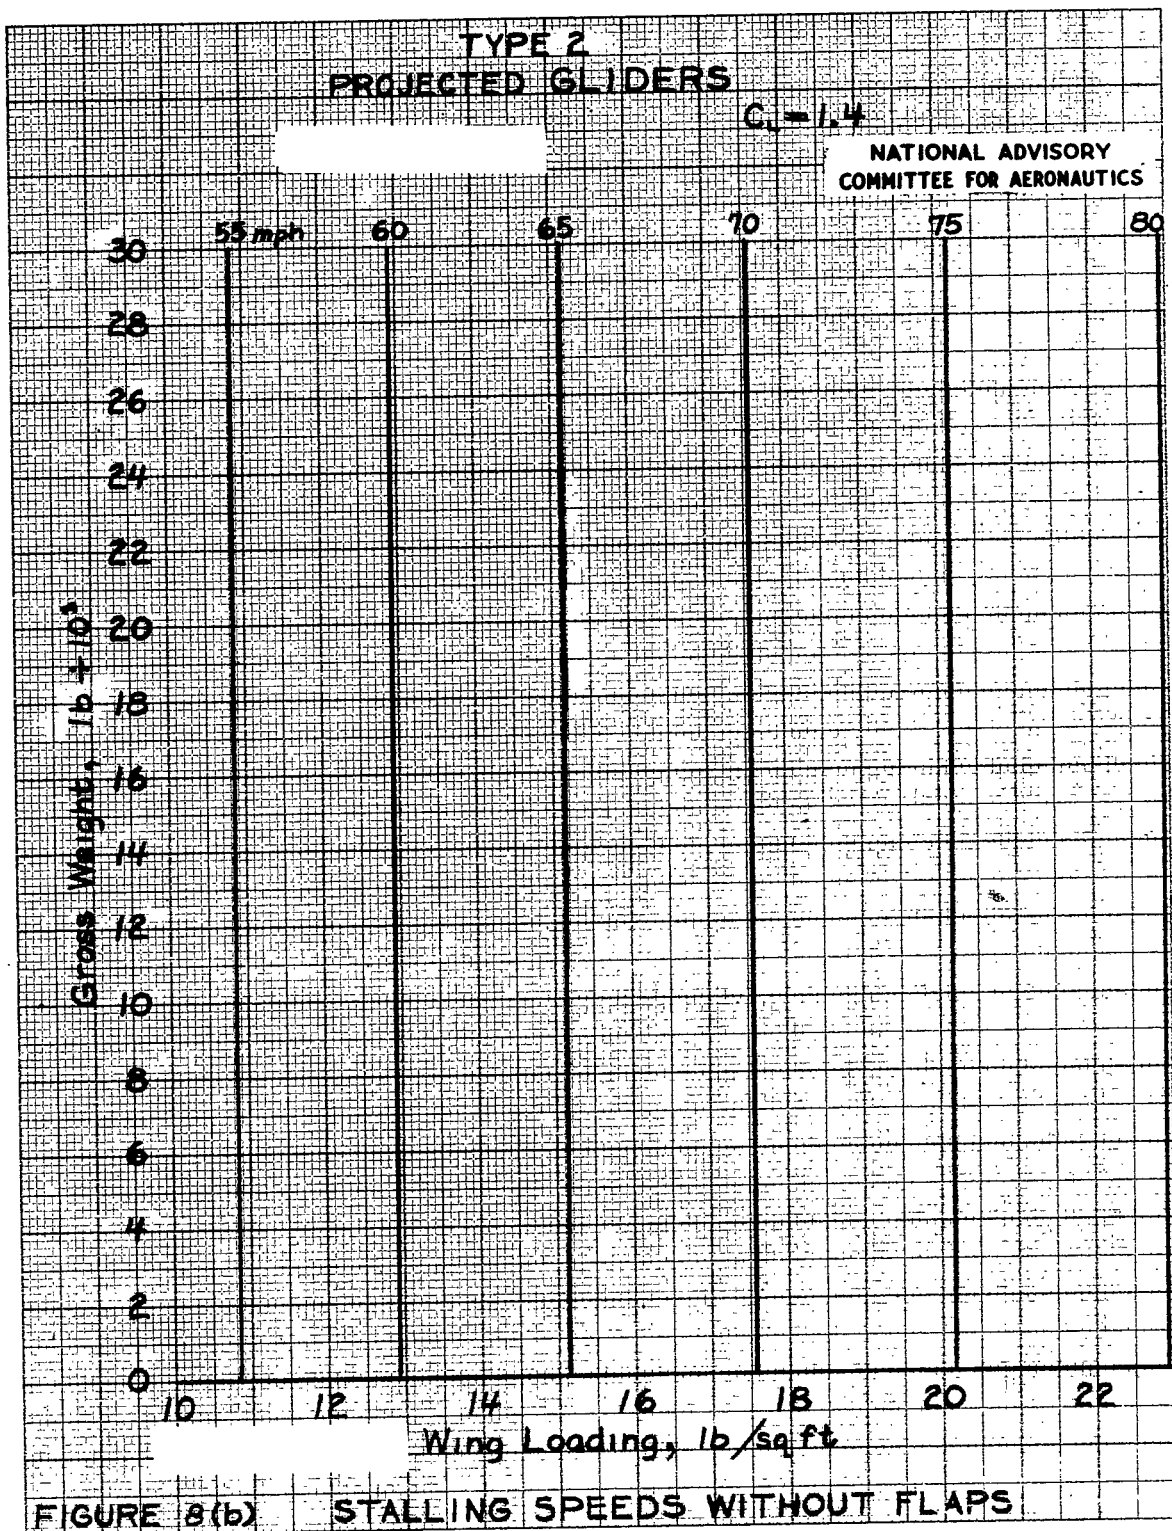 TYPE 2
PROJECTED GLIDERS
C_L = 1.4
NATIONAL ADVISORY
COMMITTEE FOR AERONAUTICS
55 mph 60 65 70 75 80
30
28
26
24
22
20
18
16
14
12
10
8
6
4
2
0
Gross Weight, lb ÷ 10³
10 12 14 16 18 20 22
Wing Loading, lb/sq ft
FIGURE 8(b) STALLING SPEEDS WITHOUT FLAPS